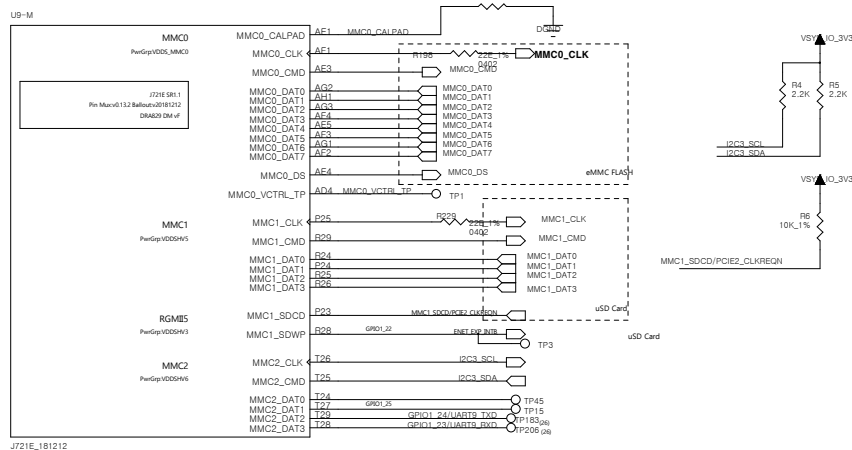 U9-M
MMC0
PwrGrp:VDDS_MMC0
J721E SR1.1
Pin Mux:v0.13.2 Ballout:v20181212
DRA829 DM vF
MMC0_CALPAD AE1 MMC0_CALPAD
DGND
MMC0_CLK AF1 R198 22E_1% MMC0_CLK
0402
MMC0_CMD AE3 MMC0_CMD
MMC0_DAT0 AG2 MMC0_DAT0
MMC0_DAT1 AH1 MMC0_DAT1
MMC0_DAT2 AG3 MMC0_DAT2
MMC0_DAT3 AF4 MMC0_DAT3
MMC0_DAT4 AE5 MMC0_DAT4
MMC0_DAT5 AF3 MMC0_DAT5
MMC0_DAT6 AG1 MMC0_DAT6
MMC0_DAT7 AF2 MMC0_DAT7
MMC0_DS AE4 MMC0_DS
eMMC FLASH
MMC0_VCTRL_TP AD4 MMC0_VCTRL_TP TP1
MMC1
PwrGrp:VDDSHV5
MMC1_CLK P25 R229 22E_1% MMC1_CLK
0402
MMC1_CMD R29 MMC1_CMD
MMC1_DAT0 R24 MMC1_DAT0
MMC1_DAT1 P24 MMC1_DAT1
MMC1_DAT2 R25 MMC1_DAT2
MMC1_DAT3 R26 MMC1_DAT3
uSD Card
RGMII5
PwrGrp:VDDSHV3
MMC1_SDCD P23 MMC1_SDCD/PCIE2_CLKREQN
MMC1_SDWP R28 GPIO1_22 ENET_EXP_INTB
uSD Card
TP3
MMC2
PwrGrp:VDDSHV6
MMC2_CLK T26 I2C3_SCL
MMC2_CMD T25 I2C3_SDA
MMC2_DAT0 T24 TP45
MMC2_DAT1 T27 GPIO1_25 TP15
MMC2_DAT2 T29 GPIO1_24/UART9_TXD TP183 (26)
MMC2_DAT3 T28 GPIO1_23/UART9_RXD TP206 (26)
J721E_181212
VSYS_IO_3V3
R4 R5
2.2K 2.2K
I2C3_SCL
I2C3_SDA
VSYS_IO_3V3
R6
10K_1%
MMC1_SDCD/PCIE2_CLKREQN